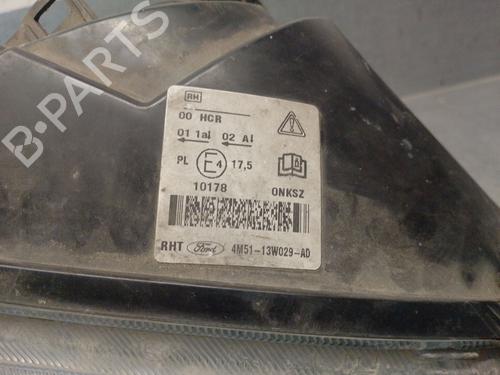 B-PARTS
RH
00 HCR
01 1a 02 A
PL E4 17,5
10178 ONKSZ
RHT Ford 4M51-13W029-AD